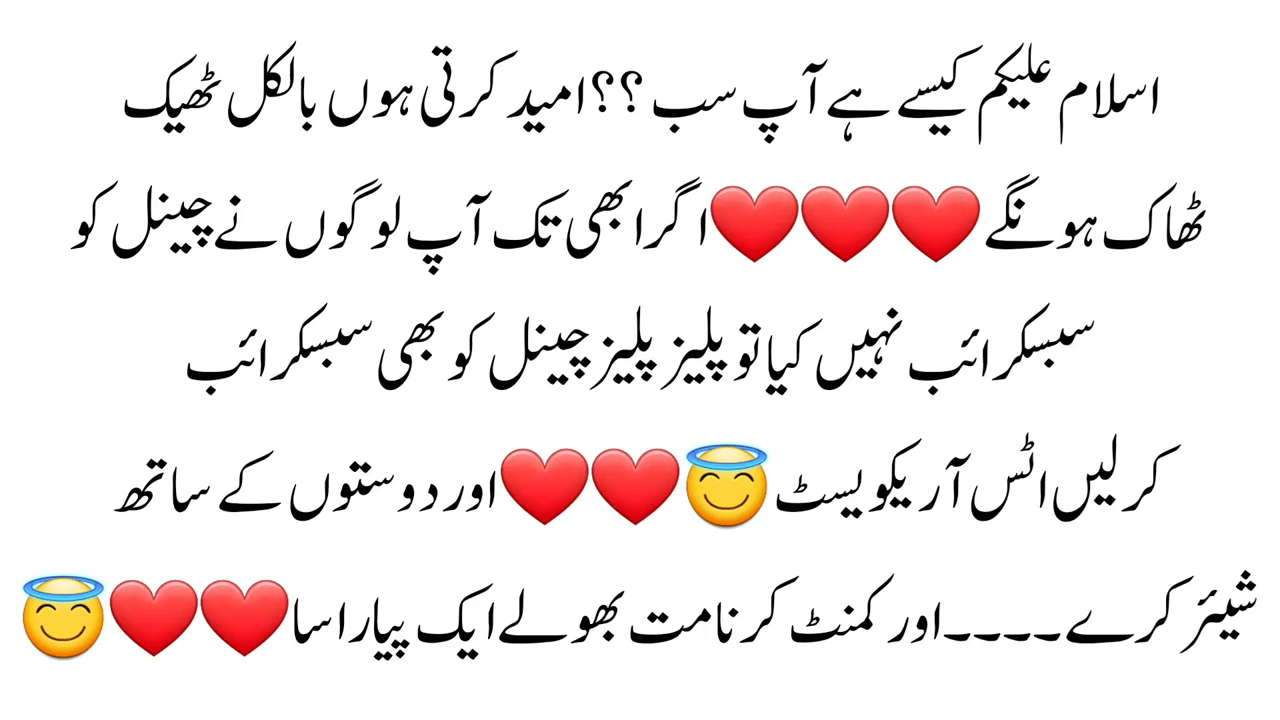 اسلام علیکم کیسے ہے آپ سب ؟؟امید کرتی ہوں بالکل ٹھیک
ٹھاک ہونگے ❤️❤️❤️اگر ابھی تک آپ لوگوں نے چینل کو
سبسکرائب نہیں کیا تو پلیز پلیز چینل کو بھی سبسکرائب
کرلیں اٹس آ ریکویسٹ 😇❤️❤️اور دوستوں کے ساتھ
شیئر کرے۔۔۔۔اور کمنٹ کرنا مت بھولے ایک پیارا سا❤️❤️😇